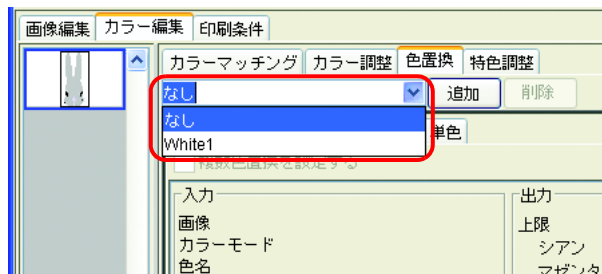 画像編集 カラー編集 印刷条件
カラーマッチング カラー調整 色置換 特色調整
なし 追加 削除
なし
White1
単色
複数色置換を設定する
入力 出力
画像 上限
カラーモード シアン
色名 マゼンタ